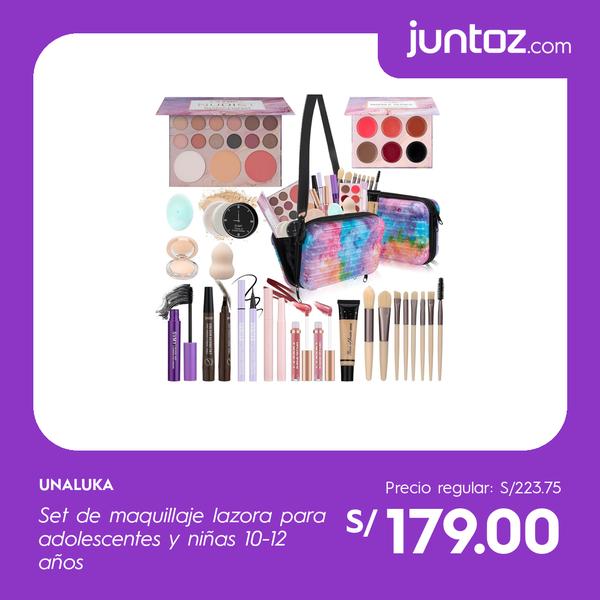 juntoz.com
UNALUKA
Set de maquillaje lazora para
adolescentes y niñas 10-12
años
Precio regular: S/223.75
S/179.00